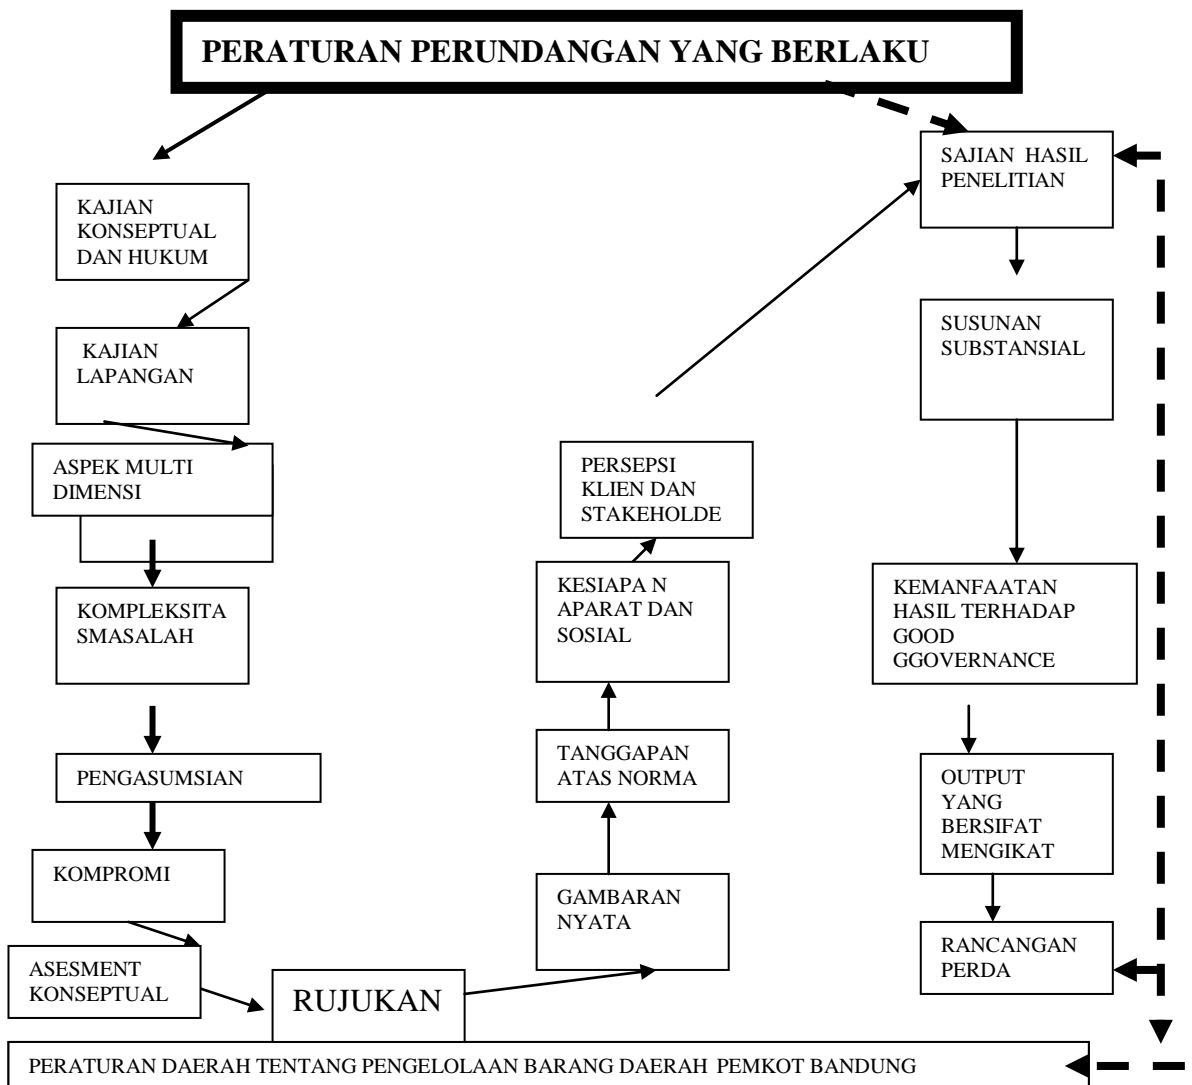 PERATURAN PERUNDANGAN YANG BERLAKU
KAJIAN
KONSEPTUAL
DAN HUKUM
KAJIAN
LAPANGAN
ASPEK MULTI
DIMENSI
KOMPLEKSITA
SMASALAH
PENGASUMSIAN
KOMPROMI
ASESMENT
KONSEPTUAL
RUJUKAN
GAMBARAN
NYATA
TANGGAPAN
ATAS NORMA
KESIAPA N
APARAT DAN
SOSIAL
PERSEPSI
KLIEN DAN
STAKEHOLDE
SAJIAN HASIL
PENELITIAN
SUSUNAN
SUBSTANSIAL
KEMANFAATAN
HASIL TERHADAP
GOOD
GGOVERNANCE
OUTPUT
YANG
BERSIFAT
MENGIKAT
RANCANGAN
PERDA
PERATURAN DAERAH TENTANG PENGELOLAAN BARANG DAERAH PEMKOT BANDUNG